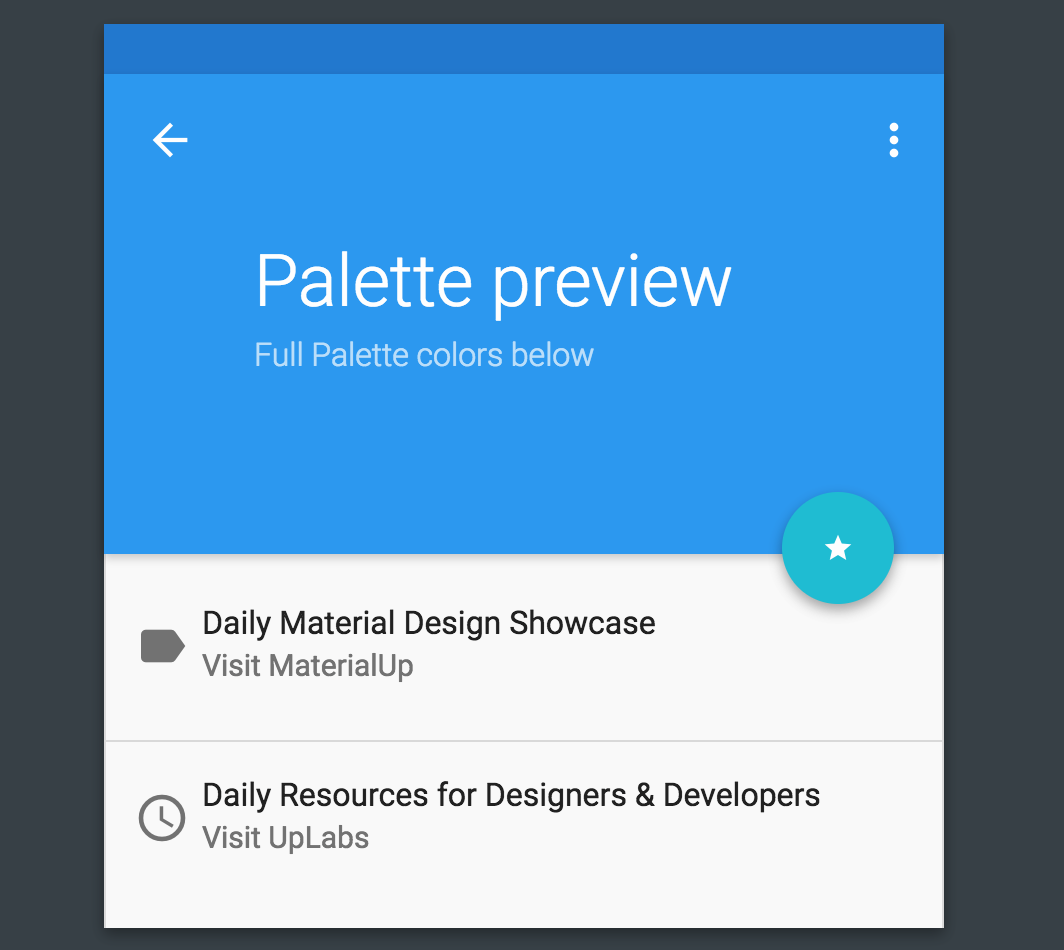 Palette preview
Full Palette colors below
Daily Material Design Showcase
Visit MaterialUp
Daily Resources for Designers & Developers
Visit UpLabs